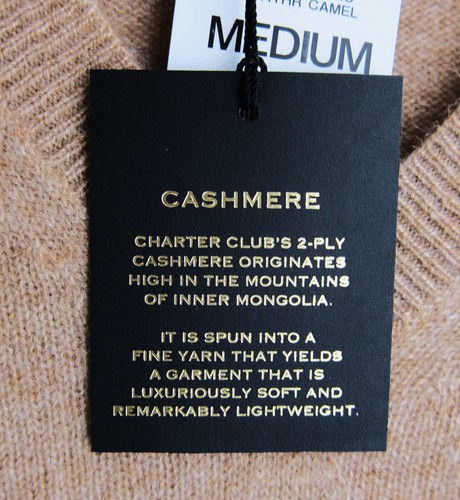 CAMEL
MEDIUM
CASHMERE
CHARTER CLUB'S 2-PLY
CASHMERE ORIGINATES
HIGH IN THE MOUNTAINS
OF INNER MONGOLIA.
IT IS SPUN INTO A
FINE YARN THAT YIELDS
A GARMENT THAT IS
LUXURIOUSLY SOFT AND
REMARKABLY LIGHTWEIGHT.